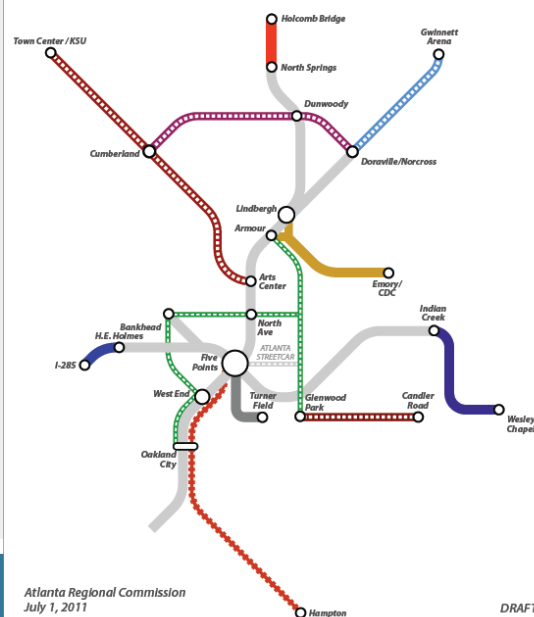 Holcomb Bridge
Town Center / KSU
Gwinnett
Arena
North Springs
Dunwoody
Cumberland
Doraville/Norcross
Lindbergh
Armour
Arts
Center
Emory/
CDC
Indian
Creek
Bankhead
North
Ave
H.E. Holmes
ATLANTA
STREETCAR
Five
Points
I-285
West End
Turner
Field
Glenwood
Park
Candler
Road
Wesley
Chapel
Oakland
City
Atlanta Regional Commission
July 1, 2011
Hampton
DRAFT